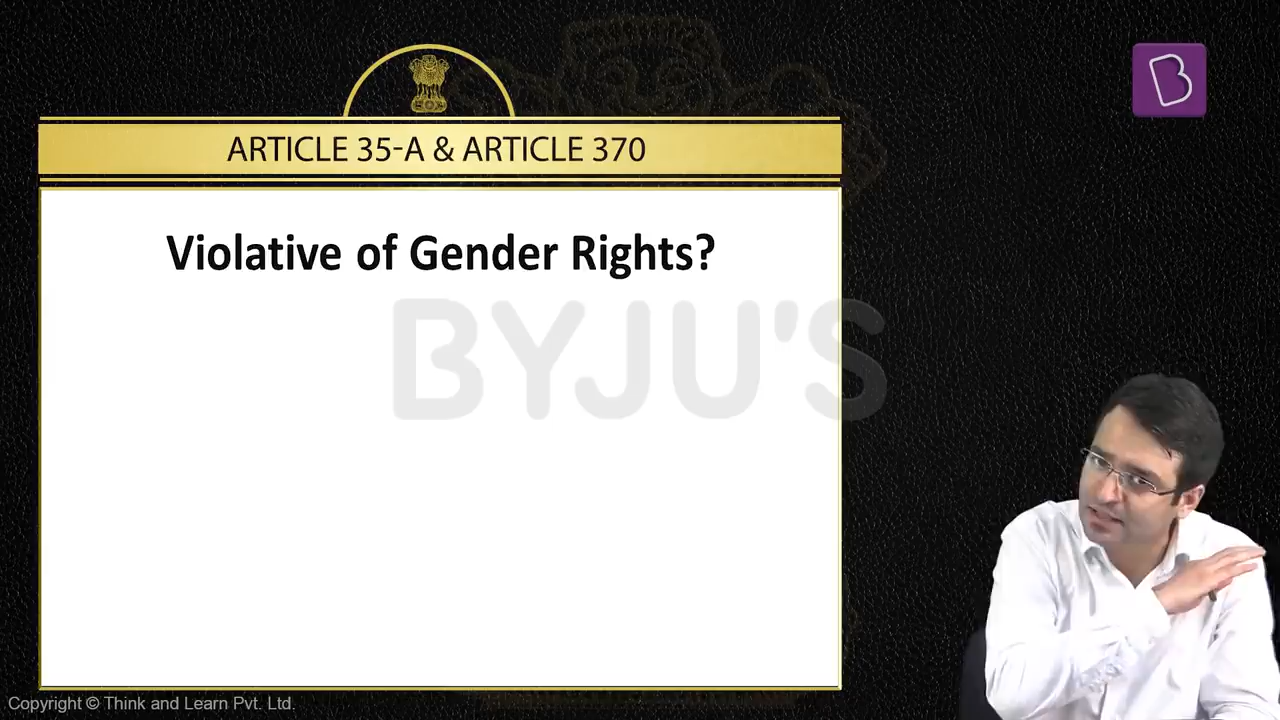 B
ARTICLE 35-A & ARTICLE 370
Violative of Gender Rights?
BYJU'S
Copyright © Think and Learn Pvt. Ltd.